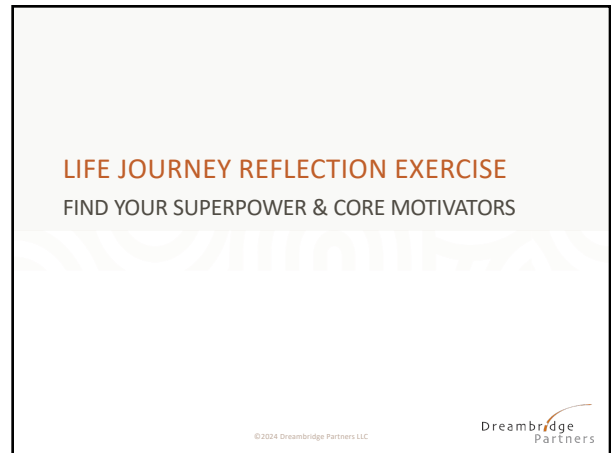 LIFE JOURNEY REFLECTION EXERCISE
FIND YOUR SUPERPOWER & CORE MOTIVATORS
©2024 Dreambridge Partners LLC
Dreambridge
Partners